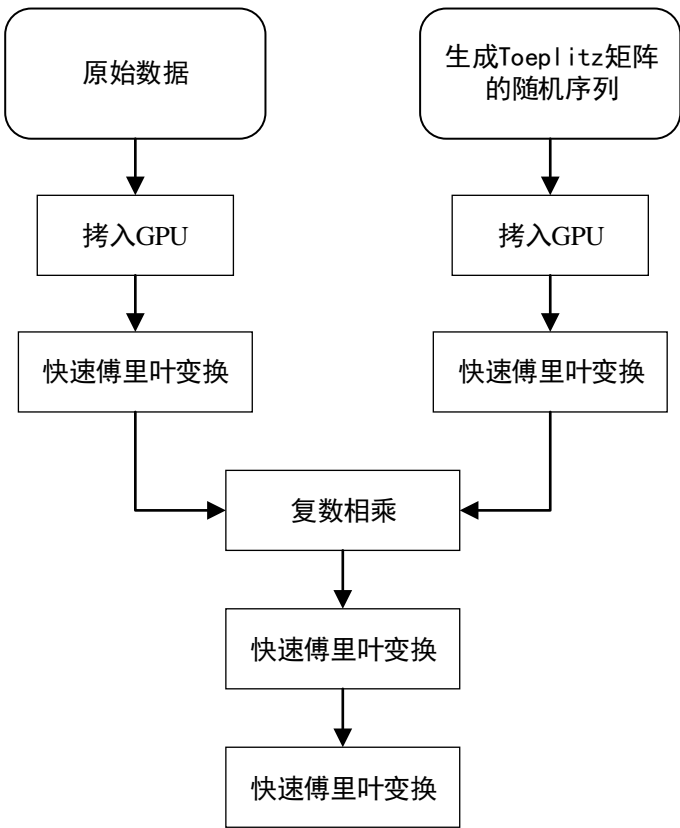 原始数据
生成Toeplitz矩阵
的随机序列
拷入GPU
拷入GPU
快速傅里叶变换
快速傅里叶变换
复数相乘
快速傅里叶变换
快速傅里叶变换